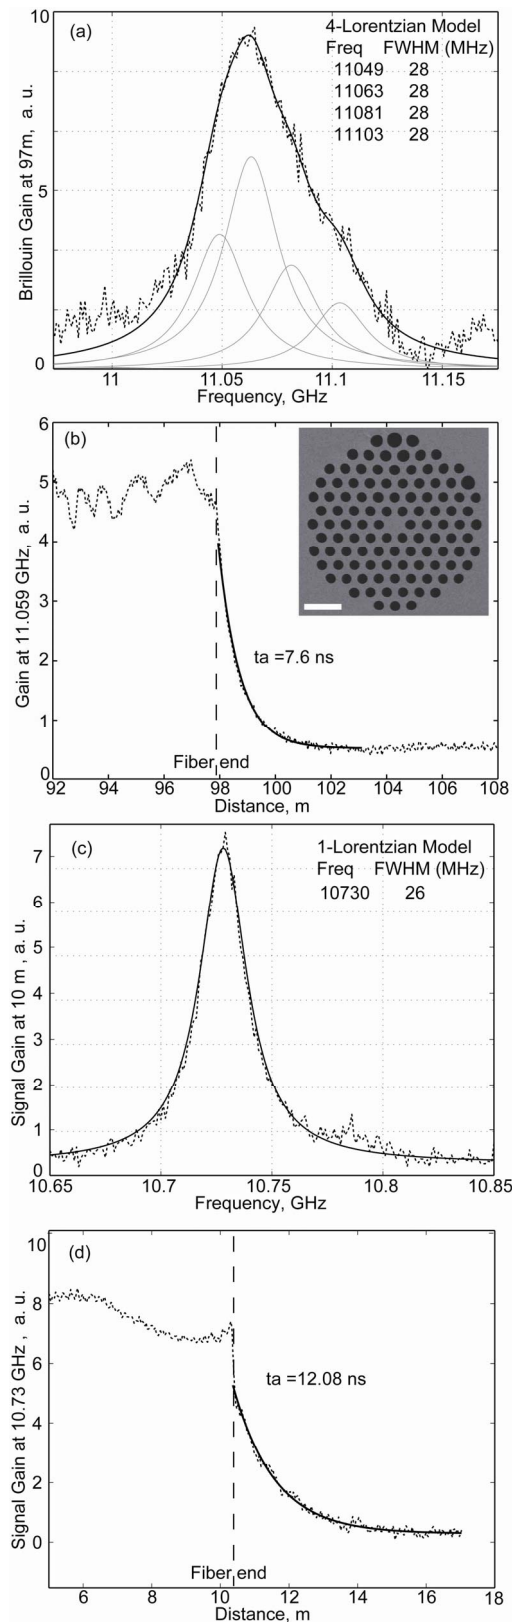 (a)
4-Lorentzian Model
Freq FWHM (MHz)
11049 28
11063 28
11081 28
11103 28
10
5
0
Brillouin Gain at 97m, a. u.
11 11.05 11.1 11.15
Frequency, GHz
(b)
6
5
4
3
2
1
0
Gain at 11.059 GHz, a. u.
ta =7.6 ns
Fiber end
92 94 96 98 100 102 104 106 108
Distance, m
(c)
1-Lorentzian Model
Freq FWHM (MHz)
10730 26
7
6
5
4
3
2
1
0
Signal Gain at 10 m , a. u.
10.65 10.7 10.75 10.8 10.85
Frequency, GHz
(d)
10
8
6
4
2
0
Signal Gain at 10.73 GHz , a. u.
ta =12.08 ns
Fiber end
6 8 10 12 14 16 18
Distance, m